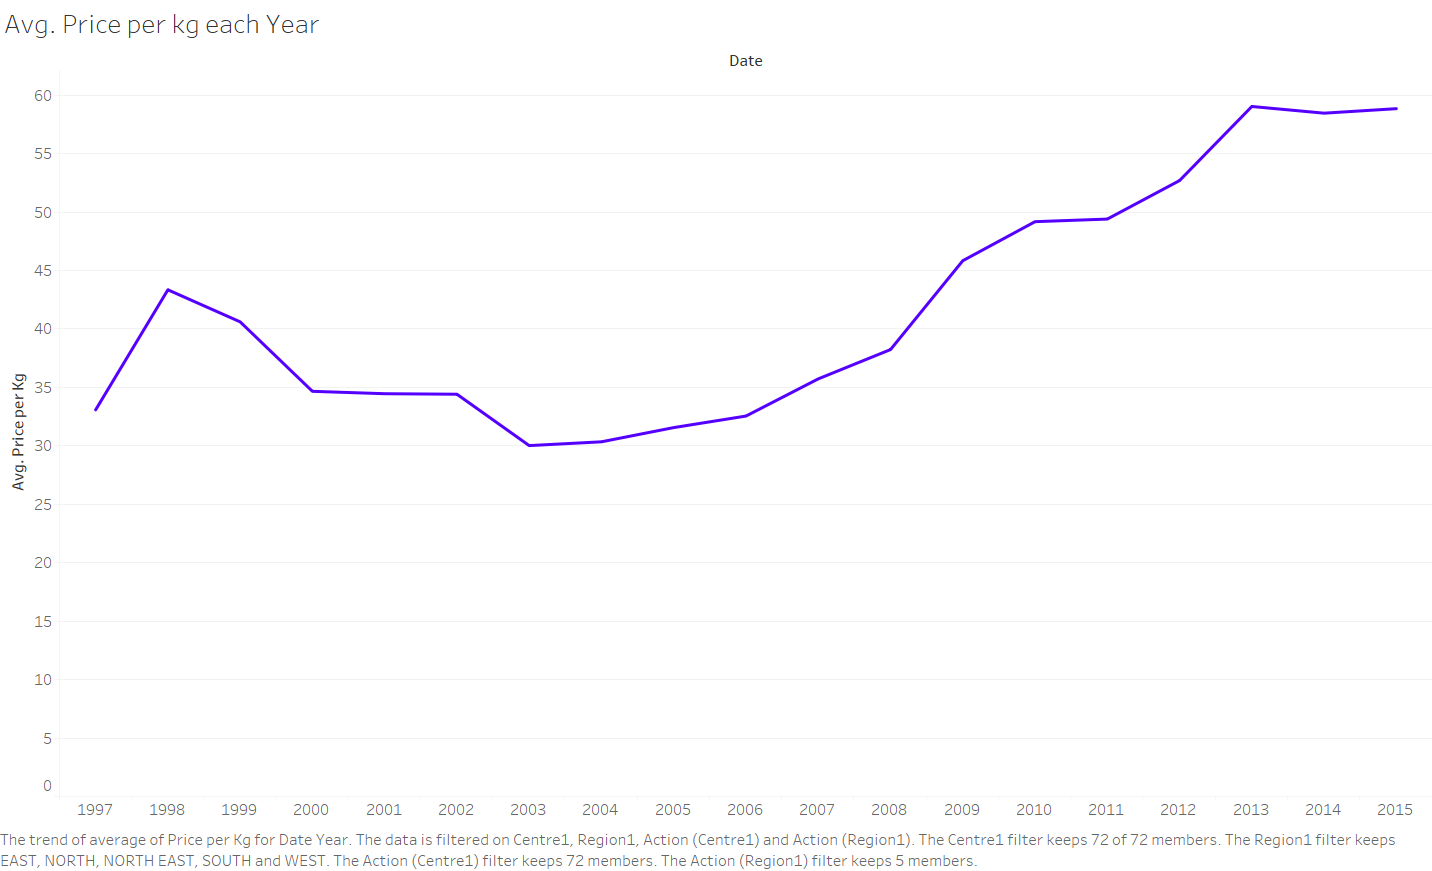 Avg. Price per kg each Year
Date
60
55
50
45
40
35
30
25
20
15
10
5
0
Avg. Price per Kg
1997 1998 1999 2000 2001 2002 2003 2004 2005 2006 2007 2008 2009 2010 2011 2012 2013 2014 2015
The trend of average of Price per Kg for Date Year. The data is filtered on Centre1, Region1, Action (Centre1) and Action (Region1). The Centre1 filter keeps 72 of 72 members. The Region1 filter keeps
EAST, NORTH, NORTH EAST, SOUTH and WEST. The Action (Centre1) filter keeps 72 members. The Action (Region1) filter keeps 5 members.